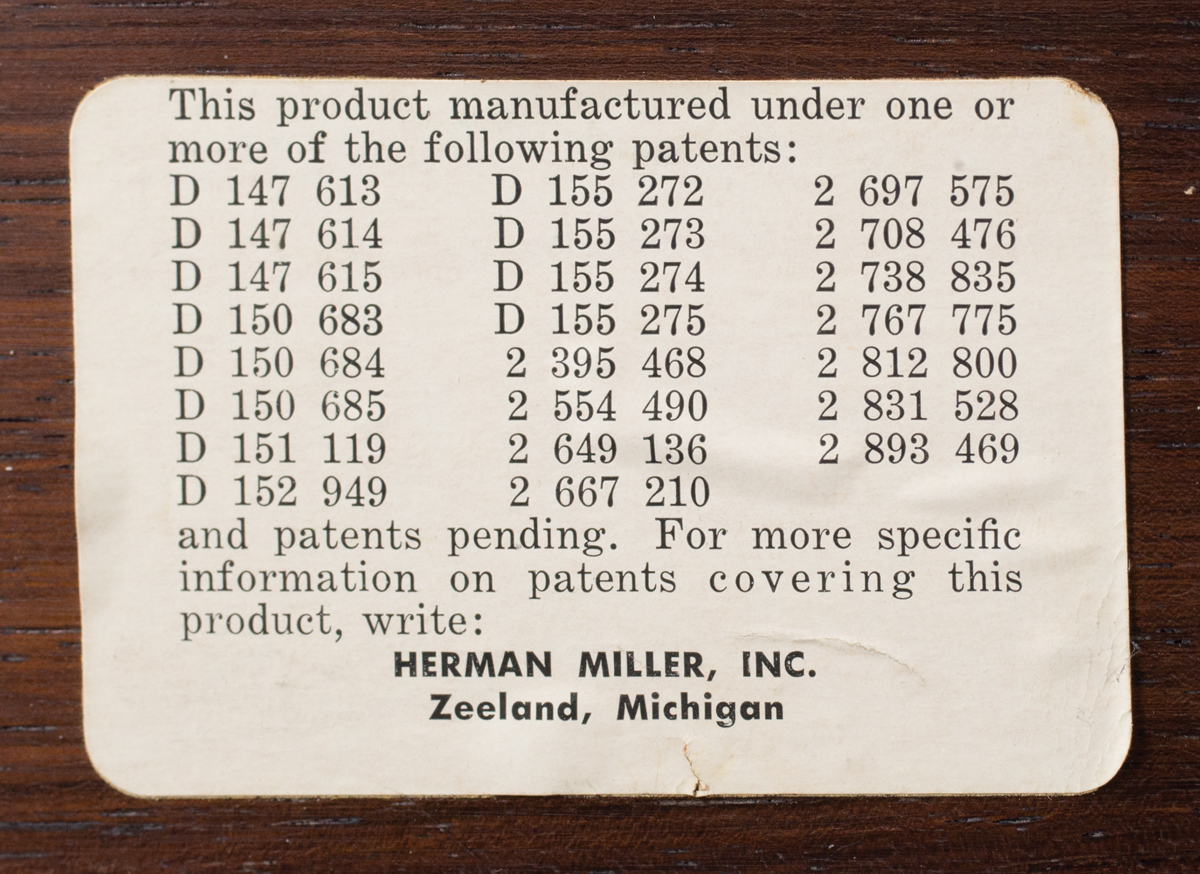 This product manufactured under one or
more of the following patents:
D 147 613 D 155 272 2 697 575
D 147 614 D 155 273 2 708 476
D 147 615 D 155 274 2 738 835
D 150 683 D 155 275 2 767 775
D 150 684 2 395 468 2 812 800
D 150 685 2 554 490 2 831 528
D 151 119 2 649 136 2 893 469
D 152 949 2 667 210
and patents pending. For more specific
information on patents covering this
product, write:
HERMAN MILLER, INC.
Zeeland, Michigan